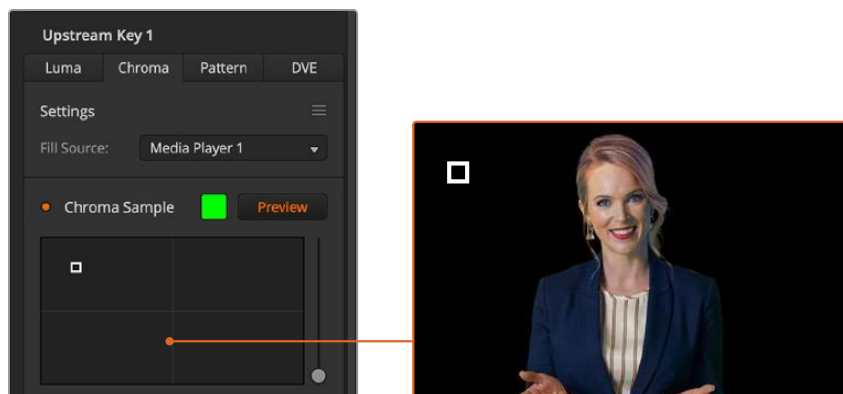 Upstream Key 1
Luma Chroma Pattern DVE
Settings
Fill Source: Media Player 1
Chroma Sample Preview